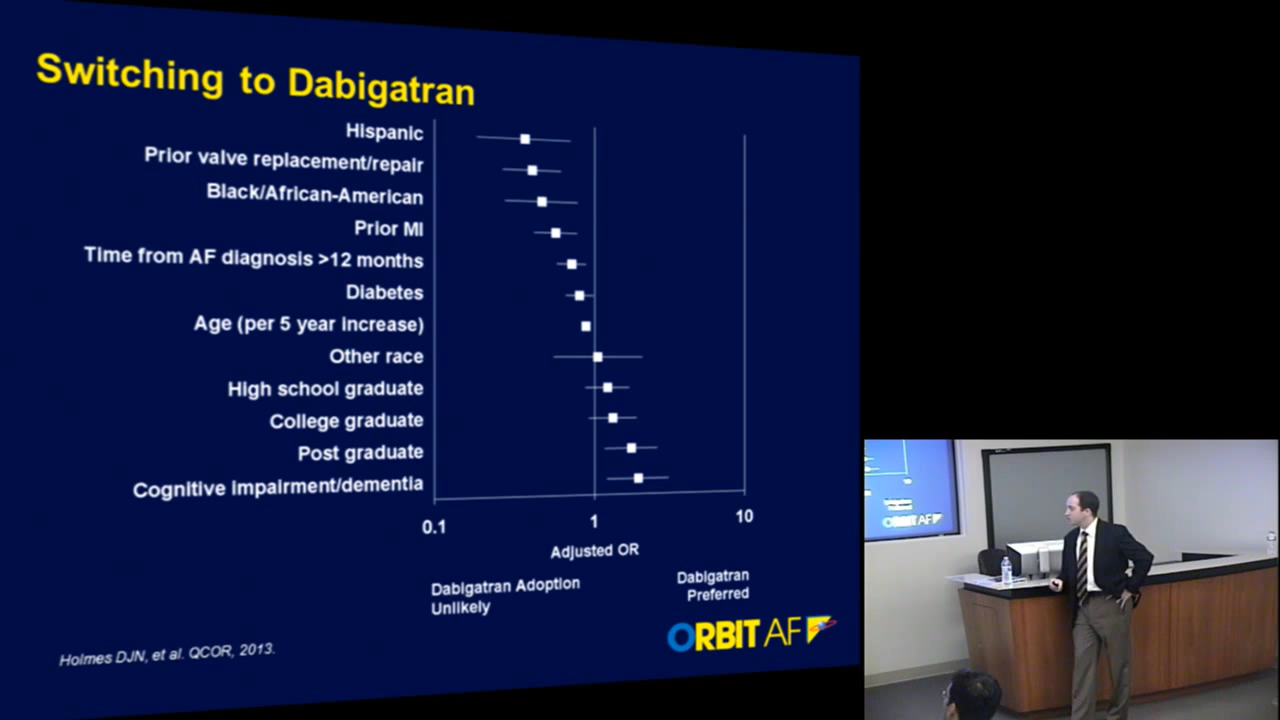 Switching to Dabigatran
Hispanic
Prior valve replacement/repair
Black/African-American
Prior MI
Time from AF diagnosis >12 months
Diabetes
Age (per 5 year increase)
Other race
High school graduate
College graduate
Post graduate
Cognitive impairment/dementia
0.1
1
10
Adjusted OR
Dabigatran Adoption
Unlikely
Dabigatran
Preferred
ORBIT AF
Holmes DJN, et al. QCOR, 2013.
ORBIT AF